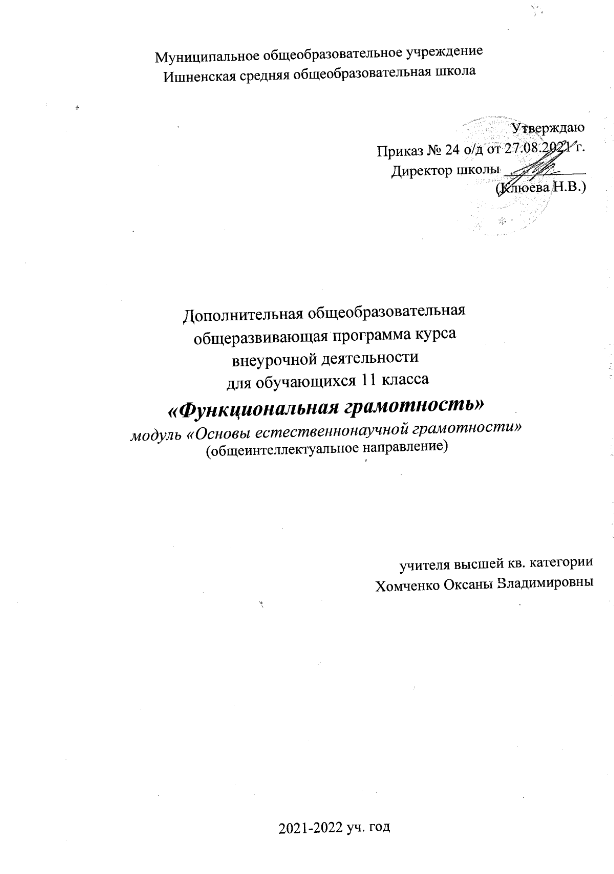 Муниципальное общеобразовательное учреждение
Ишненская средняя общеобразовательная школа
Утверждаю
Приказ № 24 о/д от 27.08.2021 г.
Директор школы ___________
(Клюева Н.В.)
Дополнительная общеобразовательная
общеразвивающая программа курса
внеурочной деятельности
для обучающихся 11 класса
«Функциональная грамотность»
модуль «Основы естественнонаучной грамотности»
(общеинтеллектуальное направление)
учителя высшей кв. категории
Хомченко Оксаны Владимировны
2021-2022 уч. год